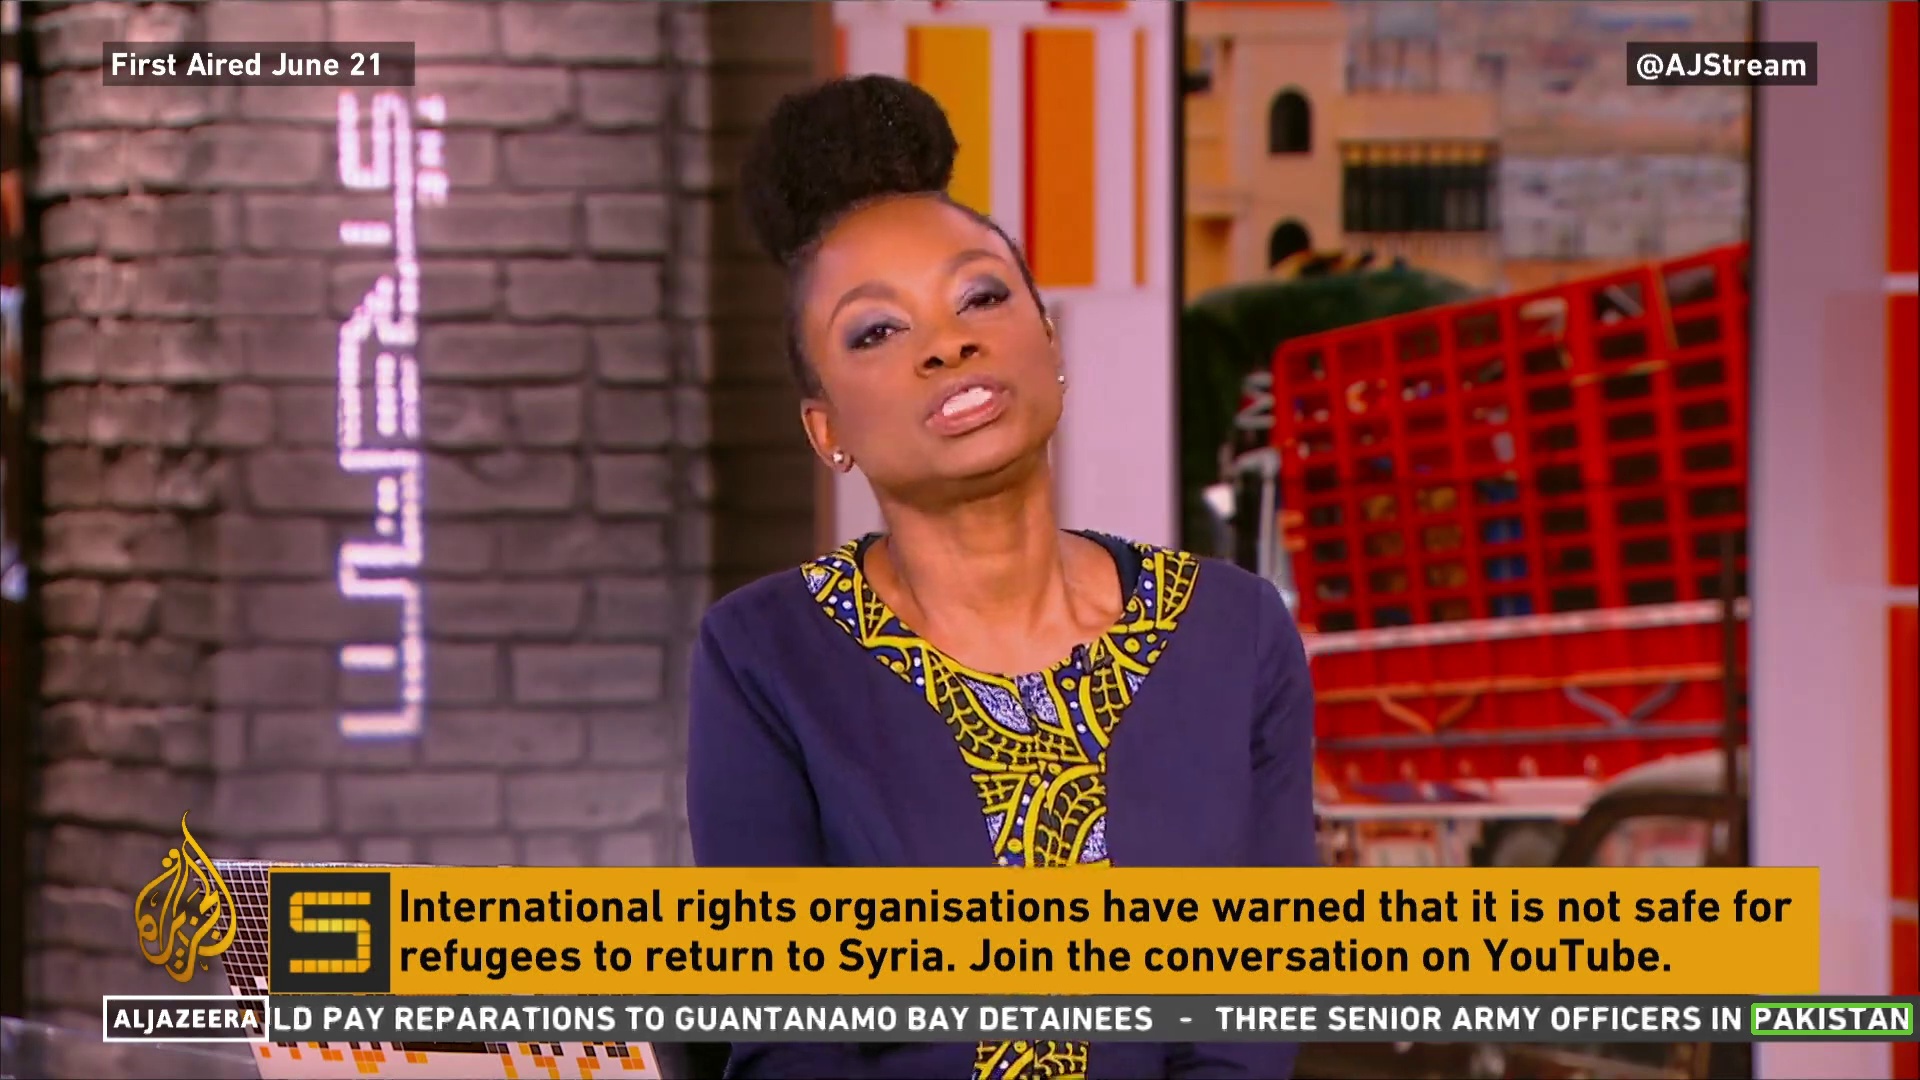 First Aired June 21
@AJStream
THE
STREAM
International rights organisations have warned that it is not safe for
refugees to return to Syria. Join the conversation on YouTube.
ALJAZEERA
LD PAY REPARATIONS TO GUANTANAMO BAY DETAINEES - THREE SENIOR ARMY OFFICERS IN PAKISTAN